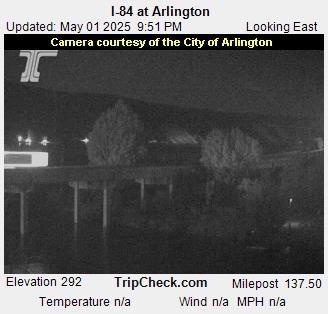 I-84 at Arlington
Updated: May 01 2025 9:51 PM Looking East
Camera courtesy of the City of Arlington
Elevation 292 TripCheck.com Milepost 137.50
Temperature n/a Wind n/a MPH n/a